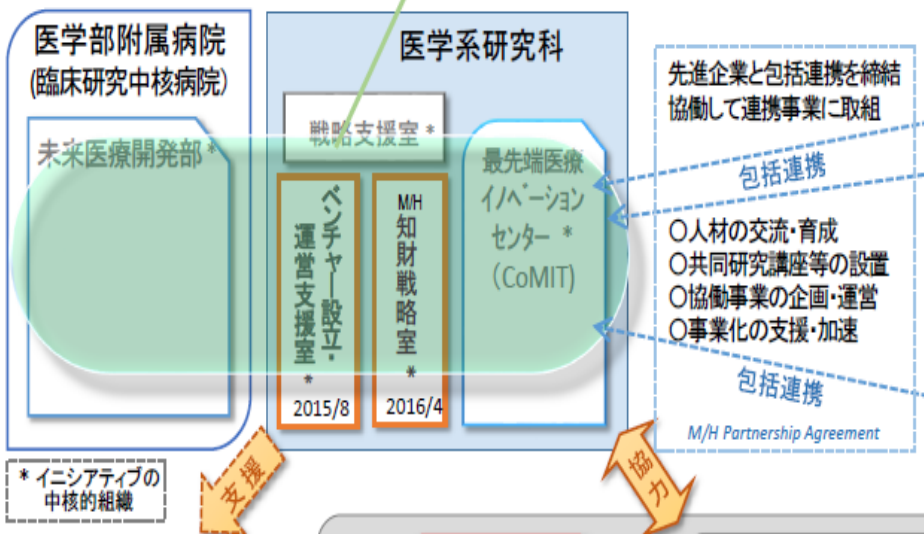 医学部附属病院
(臨床研究中核病院)
未来医療開発部*
医学系研究科
戦略支援室*
ベンチャー設立・
運営支援室*
2015/8
M/H
知財戦略室*
2016/4
最先端医療
イノベーション
センター *
(CoMIT)
先進企業と包括連携を締結
協働して連携事業に取組
包括連携
〇人材の交流・育成
〇共同研究講座等の設置
〇協働事業の企画・運営
〇事業化の支援・加速
包括連携
M/H Partnership Agreement
* イニシアティブの
中核的組織
支援
協力